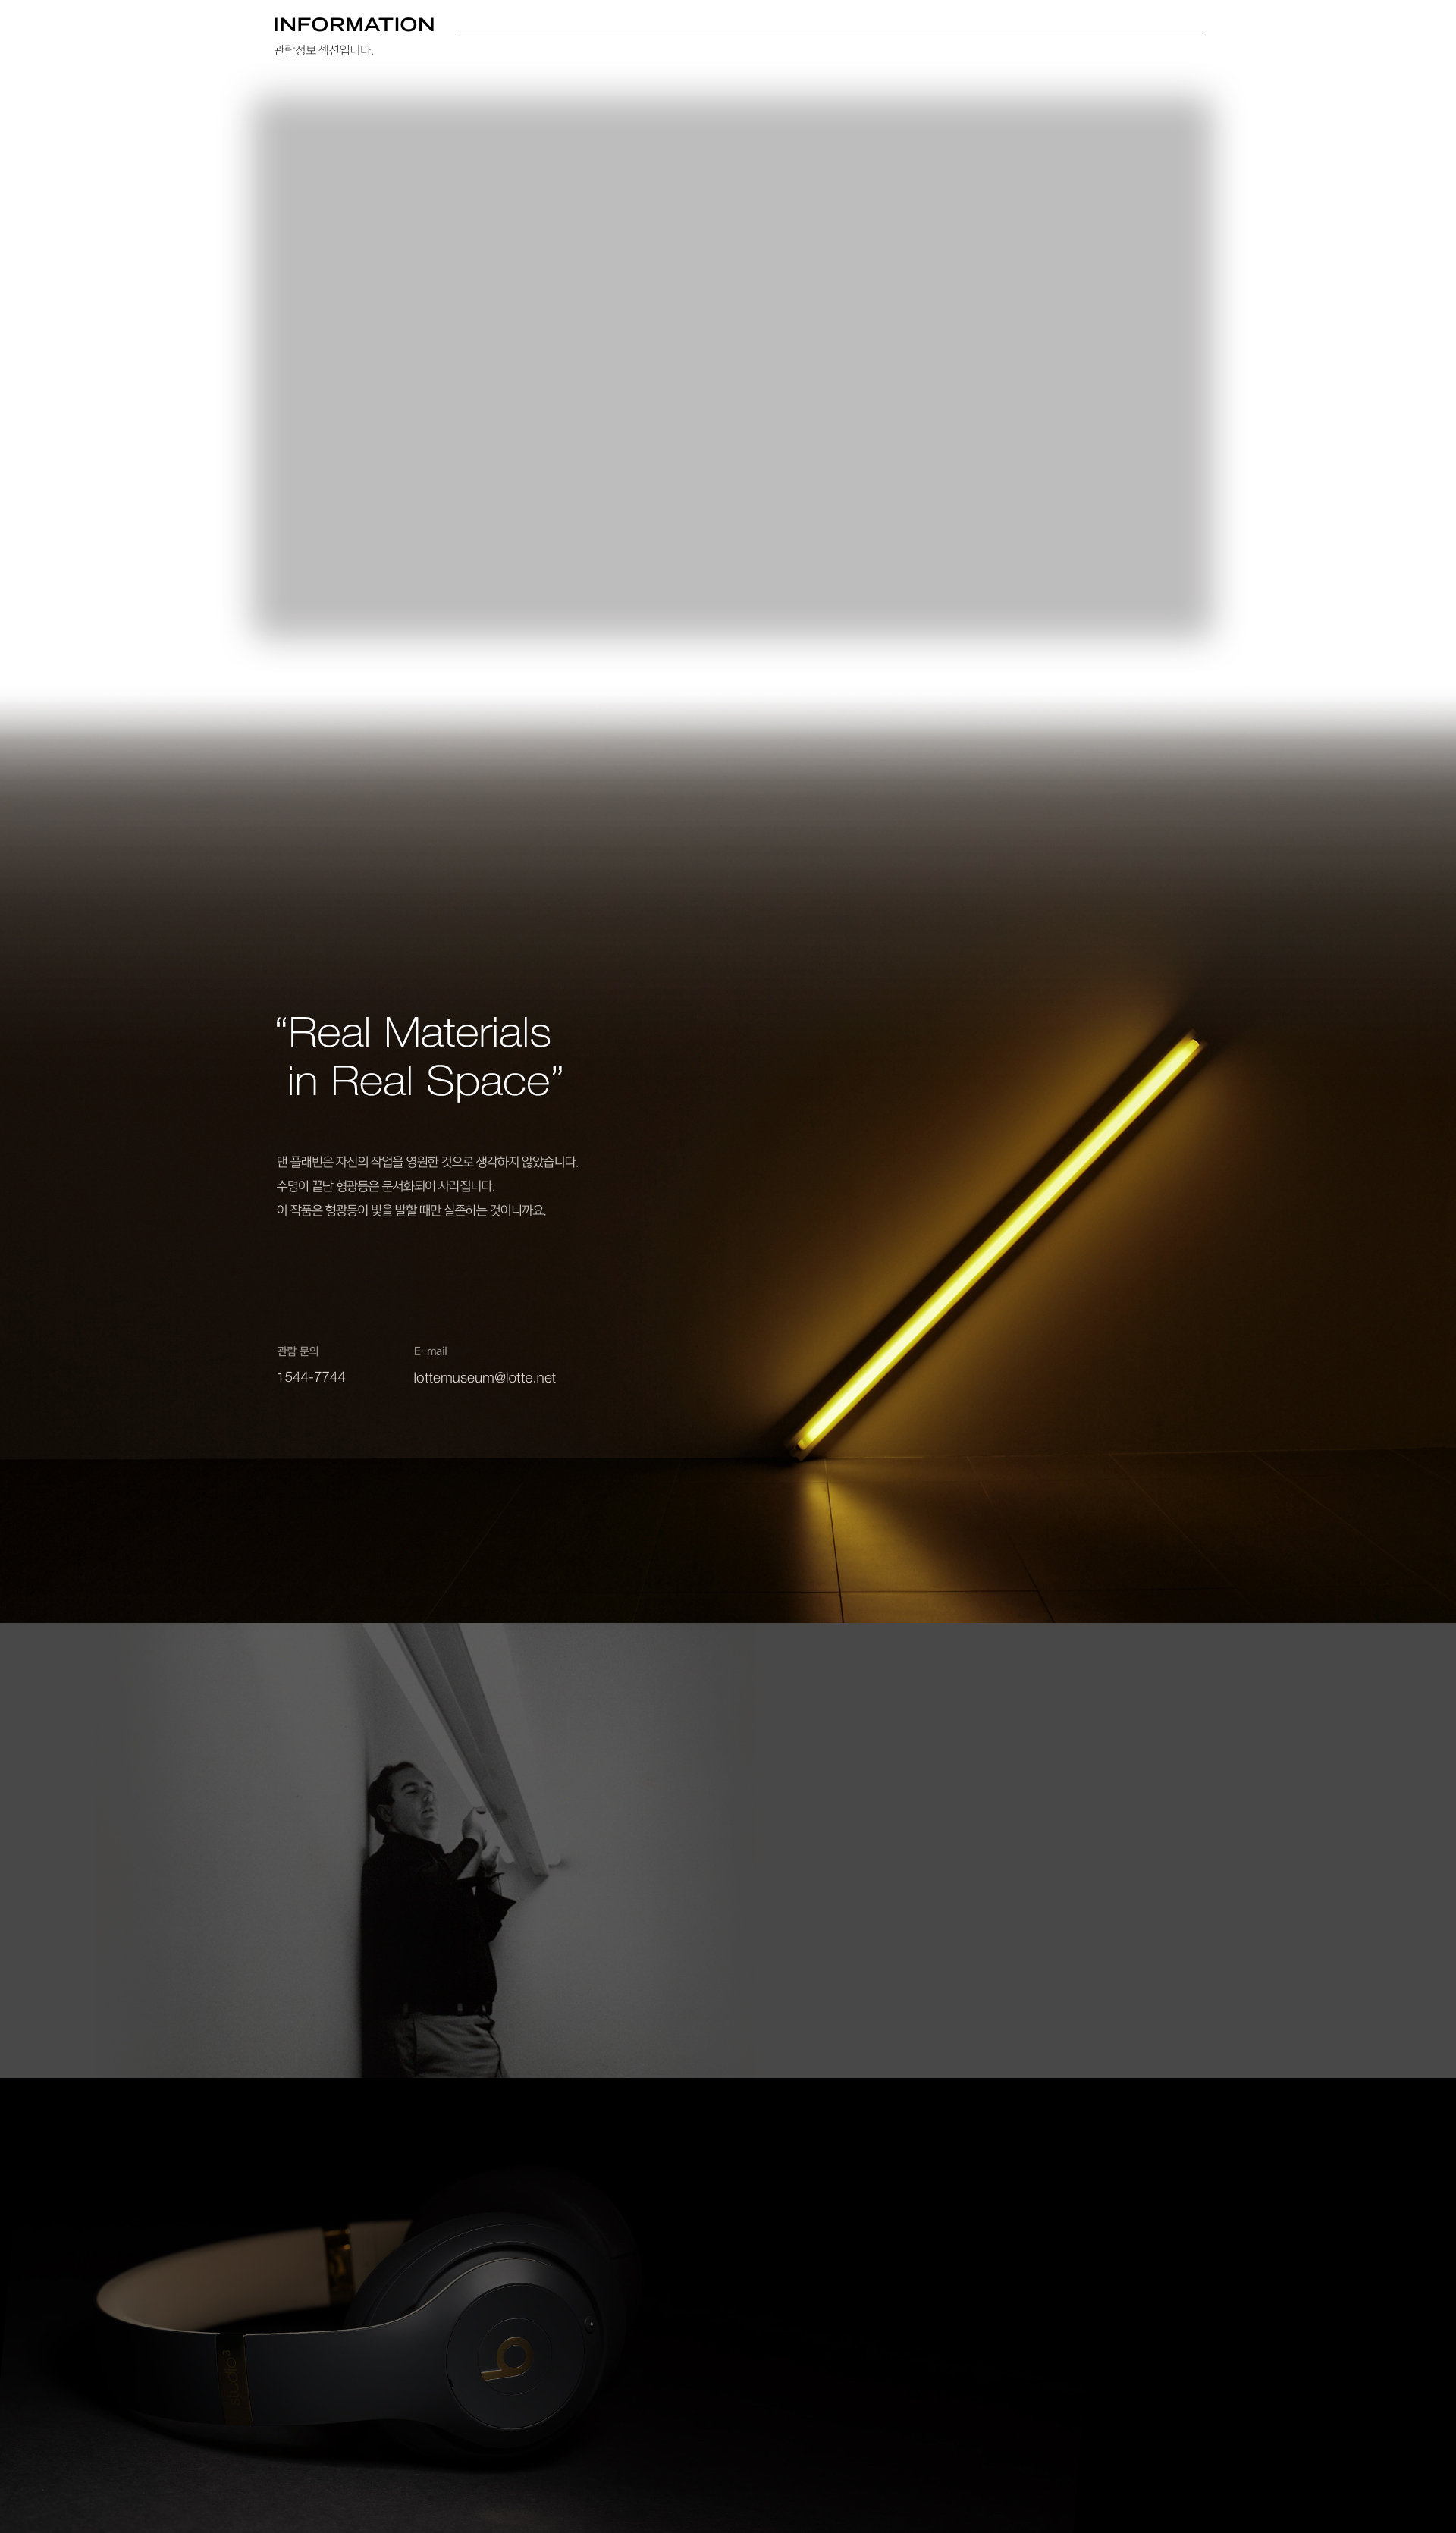 INFORMATION
관람정보 섹션입니다.
“Real Materials
in Real Space”
댄 플래빈은 자신의 작업을 영원한 것으로 생각하지 않았습니다.
수명이 끝난 형광등은 문서화되어 사라집니다.
이 작품은 형광등이 빛을 발할 때만 실존하는 것이니까요.
관람 문의
E-mail
1544-7744
lottemuseum@lotte.net
studio3
b